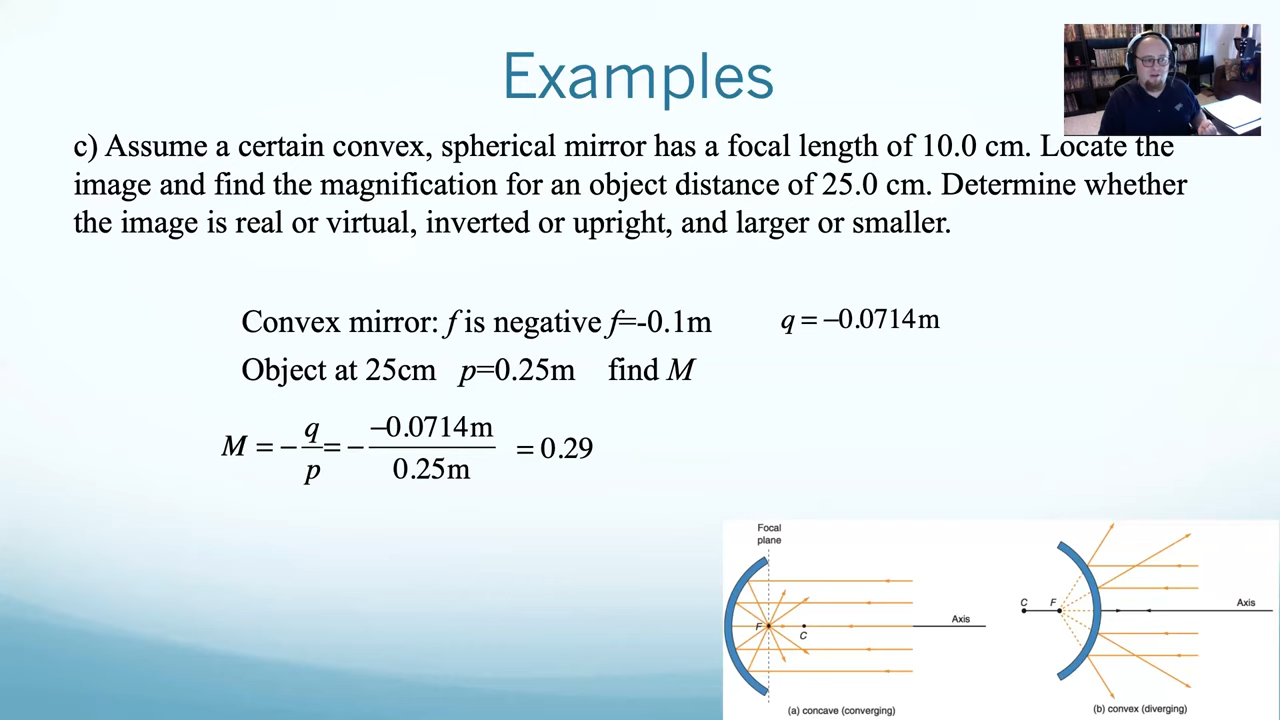 Examples
c) Assume a certain convex, spherical mirror has a focal length of 10.0 cm. Locate the
image and find the magnification for an object distance of 25.0 cm. Determine whether
the image is real or virtual, inverted or upright, and larger or smaller.
Convex mirror: f is negative f=-0.1m q = –0.0714m
Object at 25cm p=0.25m find M
M = – q/p = – –0.0714m/0.25m = 0.29
Focal
plane
F
C
Axis
(a) concave (converging)
C F Axis
(b) convex (diverging)